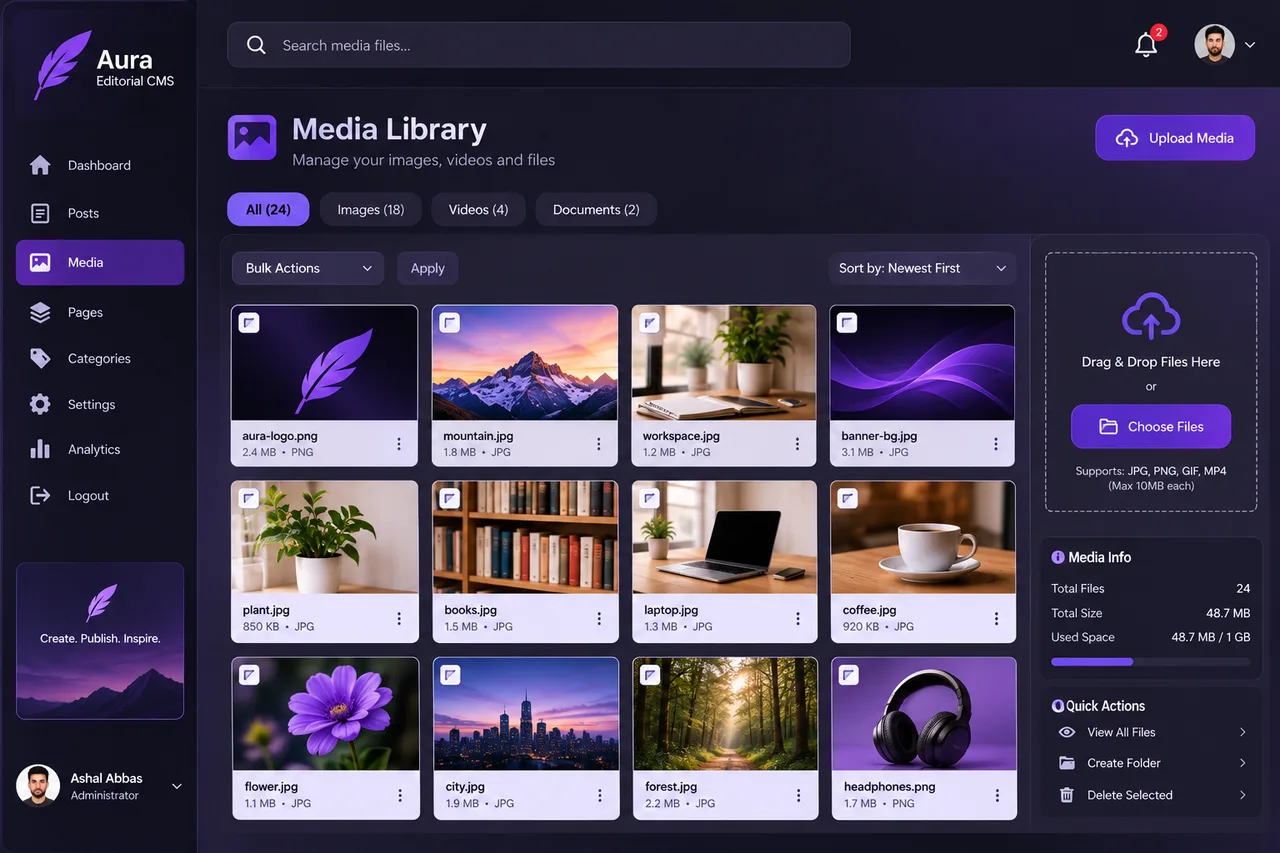 Aura
Editorial CMS
Search media files...
2
Dashboard
Posts
Media
Pages
Categories
Settings
Analytics
Logout
Create. Publish. Inspire.
Ashal Abbas
Administrator
Media Library
Manage your images, videos and files
Upload Media
All (24)
Images (18)
Videos (4)
Documents (2)
Bulk Actions
Apply
Sort by: Newest First
aura-logo.png
2.4 MB • PNG
mountain.jpg
1.8 MB • JPG
workspace.jpg
1.2 MB • JPG
banner-bg.jpg
3.1 MB • JPG
plant.jpg
850 KB • JPG
books.jpg
1.5 MB • JPG
laptop.jpg
1.3 MB • JPG
coffee.jpg
920 KB • JPG
flower.jpg
1.1 MB • JPG
city.jpg
1.9 MB • JPG
forest.jpg
2.2 MB • JPG
headphones.png
1.7 MB • PNG
Drag & Drop Files Here
or
Choose Files
Supports: JPG, PNG, GIF, MP4
(Max 10MB each)
Media Info
Total Files 24
Total Size 48.7 MB
Used Space 48.7 MB / 1 GB
Quick Actions
View All Files
Create Folder
Delete Selected